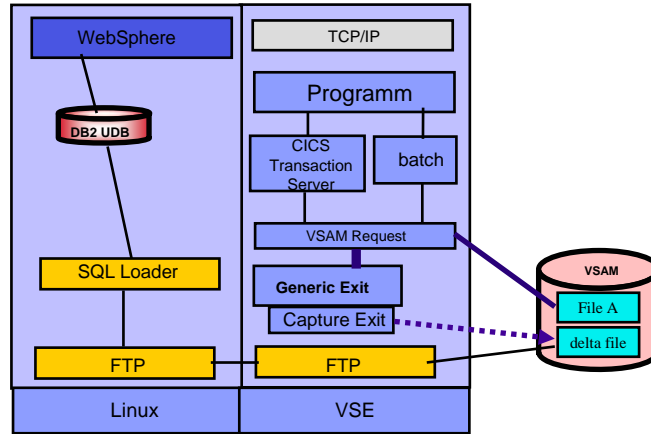 WebSphere
DB2 UDB
SQL Loader
FTP
Linux
TCP/IP
Programm
CICS
Transaction
Server
batch
VSAM Request
Generic Exit
Capture Exit
FTP
VSE
VSAM
File A
delta file